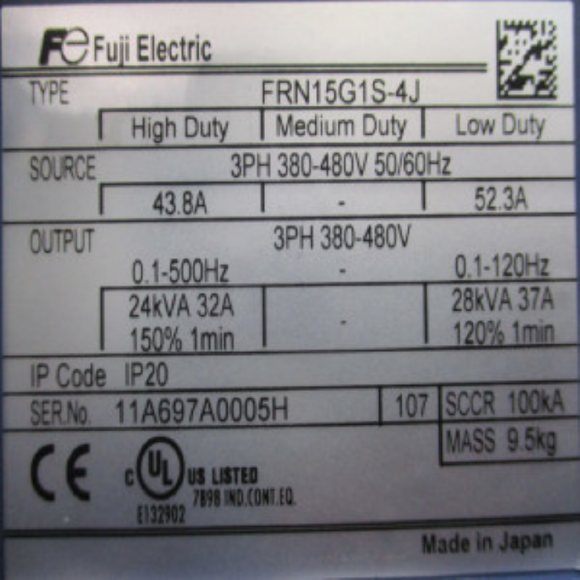 Fe Fuji Electric
TYPE FRN15G1S-4J
High Duty Medium Duty Low Duty
SOURCE 3PH 380-480V 50/60Hz
43.8A - 52.3A
OUTPUT 3PH 380-480V
0.1-500Hz - 0.1-120Hz
24kVA 32A - 28kVA 37A
150% 1min 120% 1min
IP Code IP20
SER.No. 11A697A0005H 107 SCCR 100kA
MASS 9.5kg
CE C UL US LISTED
7B98 IND.CONT.EQ.
E132902
Made in Japan